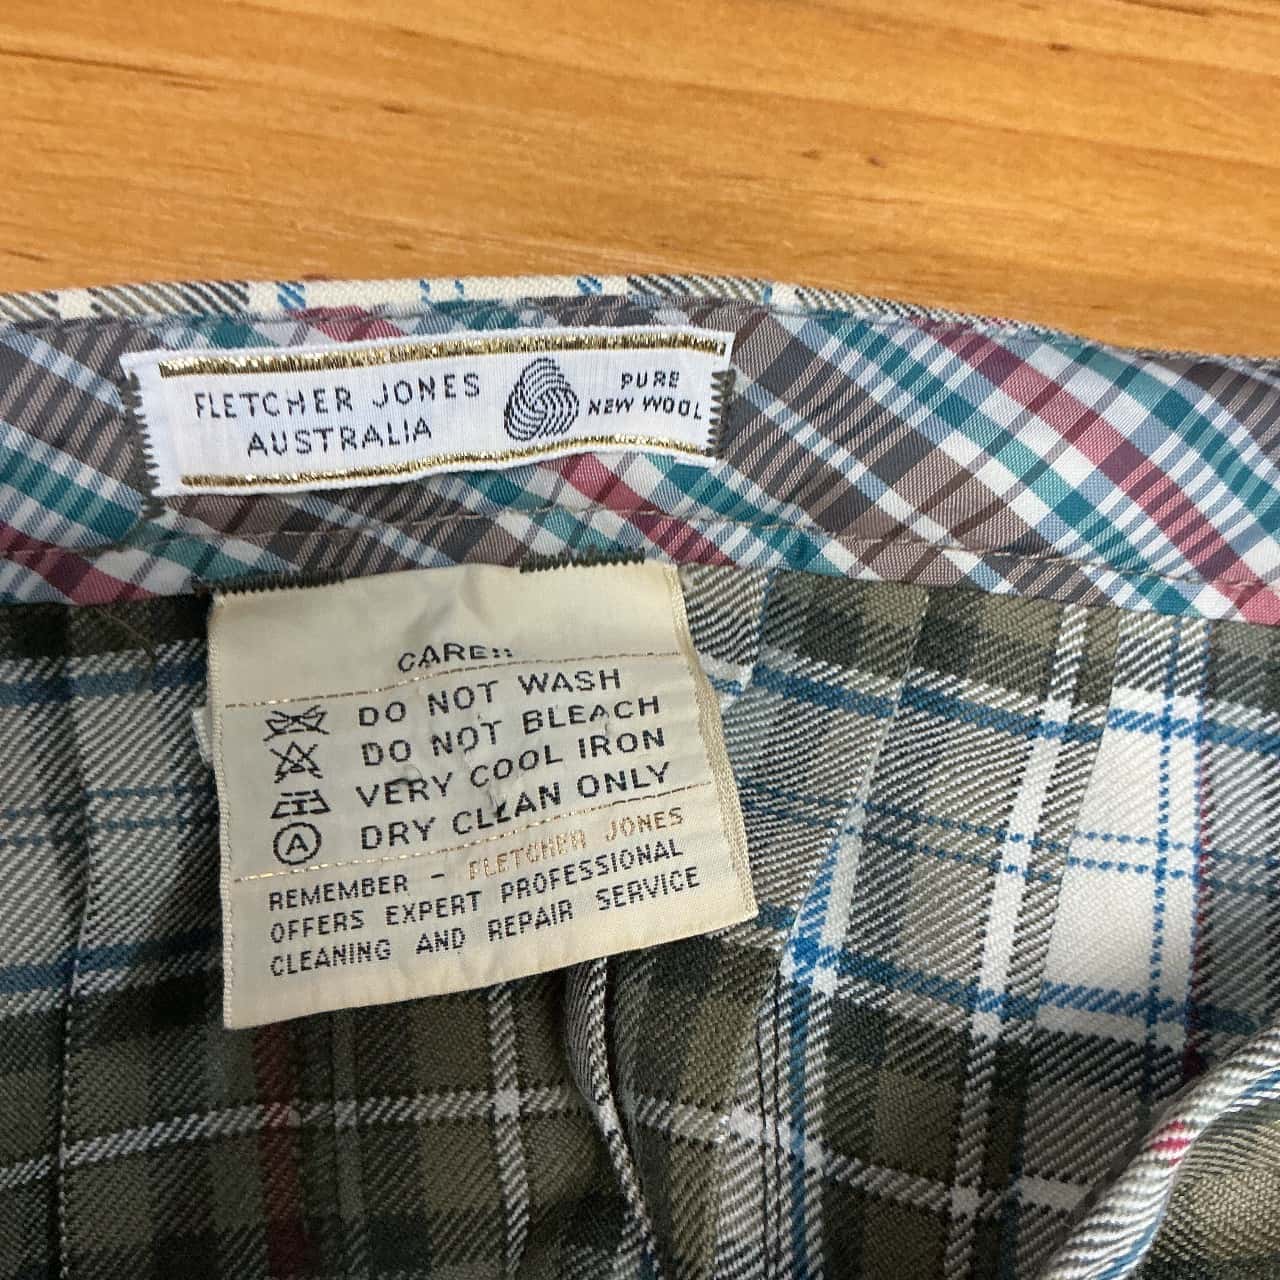 FLETCHER JONES
AUSTRALIA
PURE
NEW WOOL
CARE::
DO NOT WASH
DO NOT BLEACH
VERY COOL IRON
A DRY CLEAN ONLY
REMEMBER - FLETCHER JONES
OFFERS EXPERT PROFESSIONAL
CLEANING AND REPAIR SERVICE